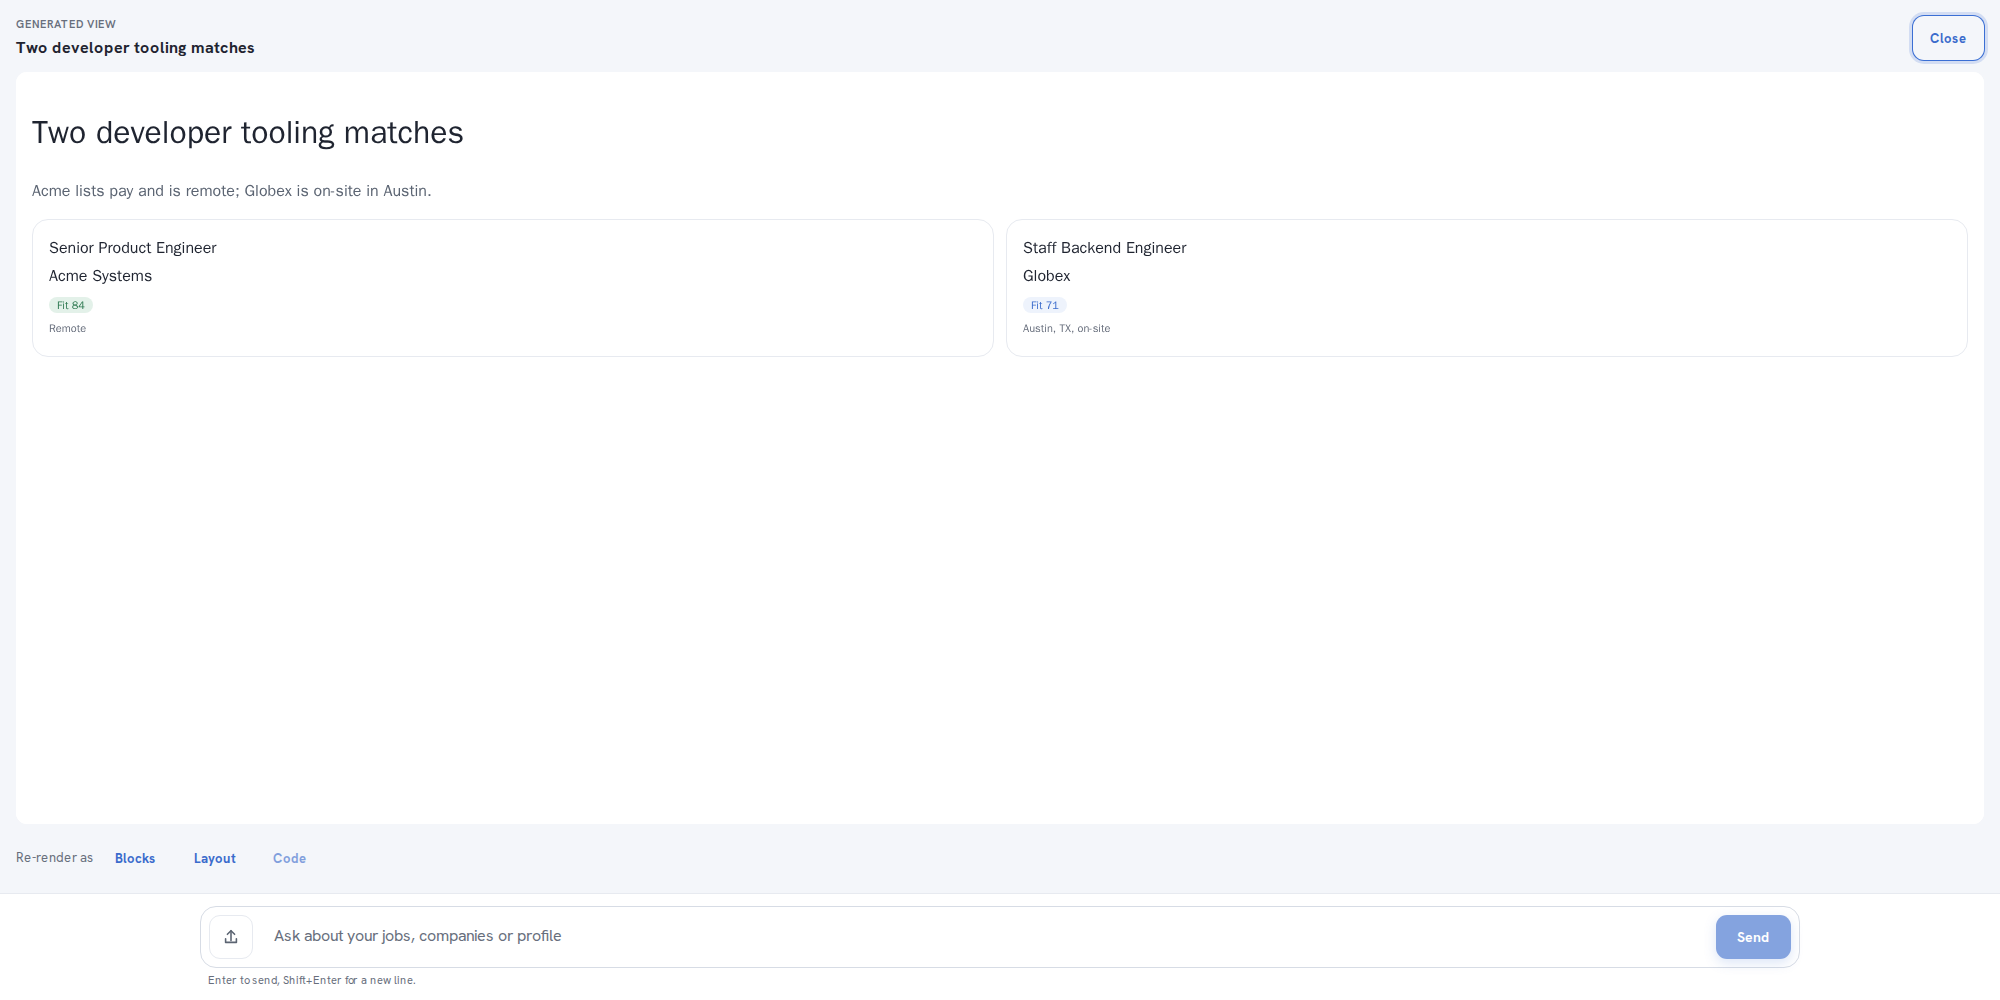 GENERATED VIEW
Two developer tooling matches
Close
Two developer tooling matches
Acme lists pay and is remote; Globex is on-site in Austin.
Senior Product Engineer
Acme Systems
Fit 84
Remote
Staff Backend Engineer
Globex
Fit 71
Austin, TX, on-site
Re-render as Blocks Layout Code
Ask about your jobs, companies or profile
Send
Enter to send, Shift+Enter for a new line.